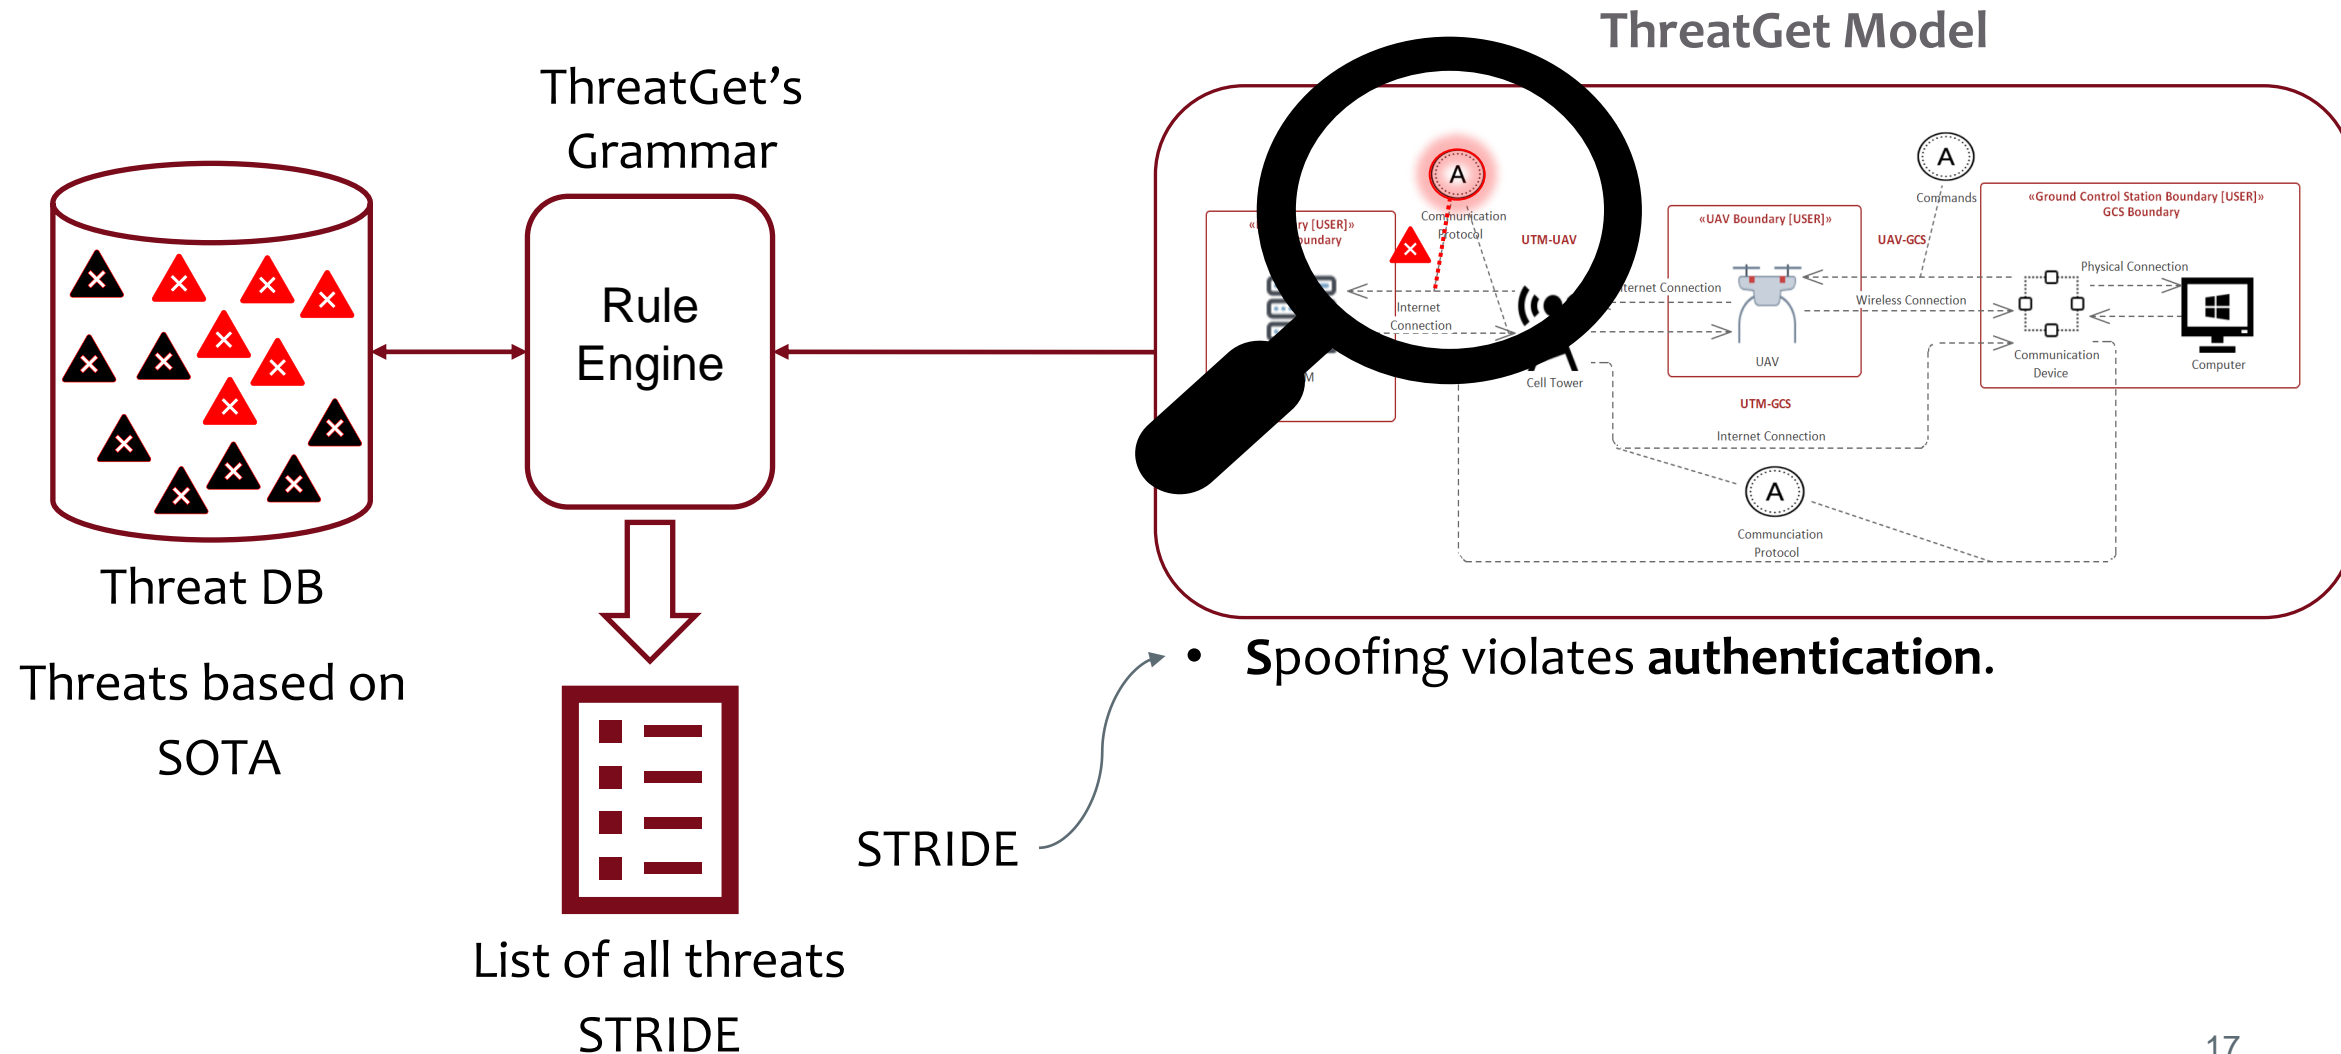 ThreatGet Model
ThreatGet's
Grammar
Rule
Engine
Threat DB
Threats based on
SOTA
List of all threats
STRIDE
STRIDE
• Spoofing violates authentication.
A
Communication
Protocol
UTM-UAV
Internet
Connection
Cell Tower
Connection
«UAV Boundary [USER]»
UAV
UAV-GCS
A
Commands
Wireless Connection
«Ground Control Station Boundary [USER]»
GCS Boundary
Physical Connection
Communication
Device
Computer
UTM-GCS
Internet Connection
A
Communciation
Protocol
17